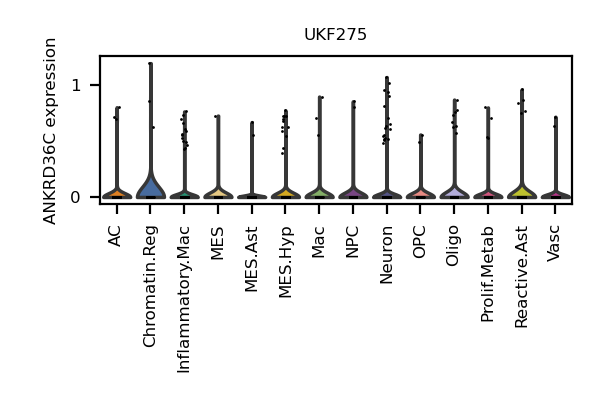 UKF275
ANKRD36C expression
1
0
AC
Chromatin.Reg
Inflammatory.Mac
MES
MES.Ast
MES.Hyp
Mac
NPC
Neuron
OPC
Oligo
Prolif.Metab
Reactive.Ast
Vasc